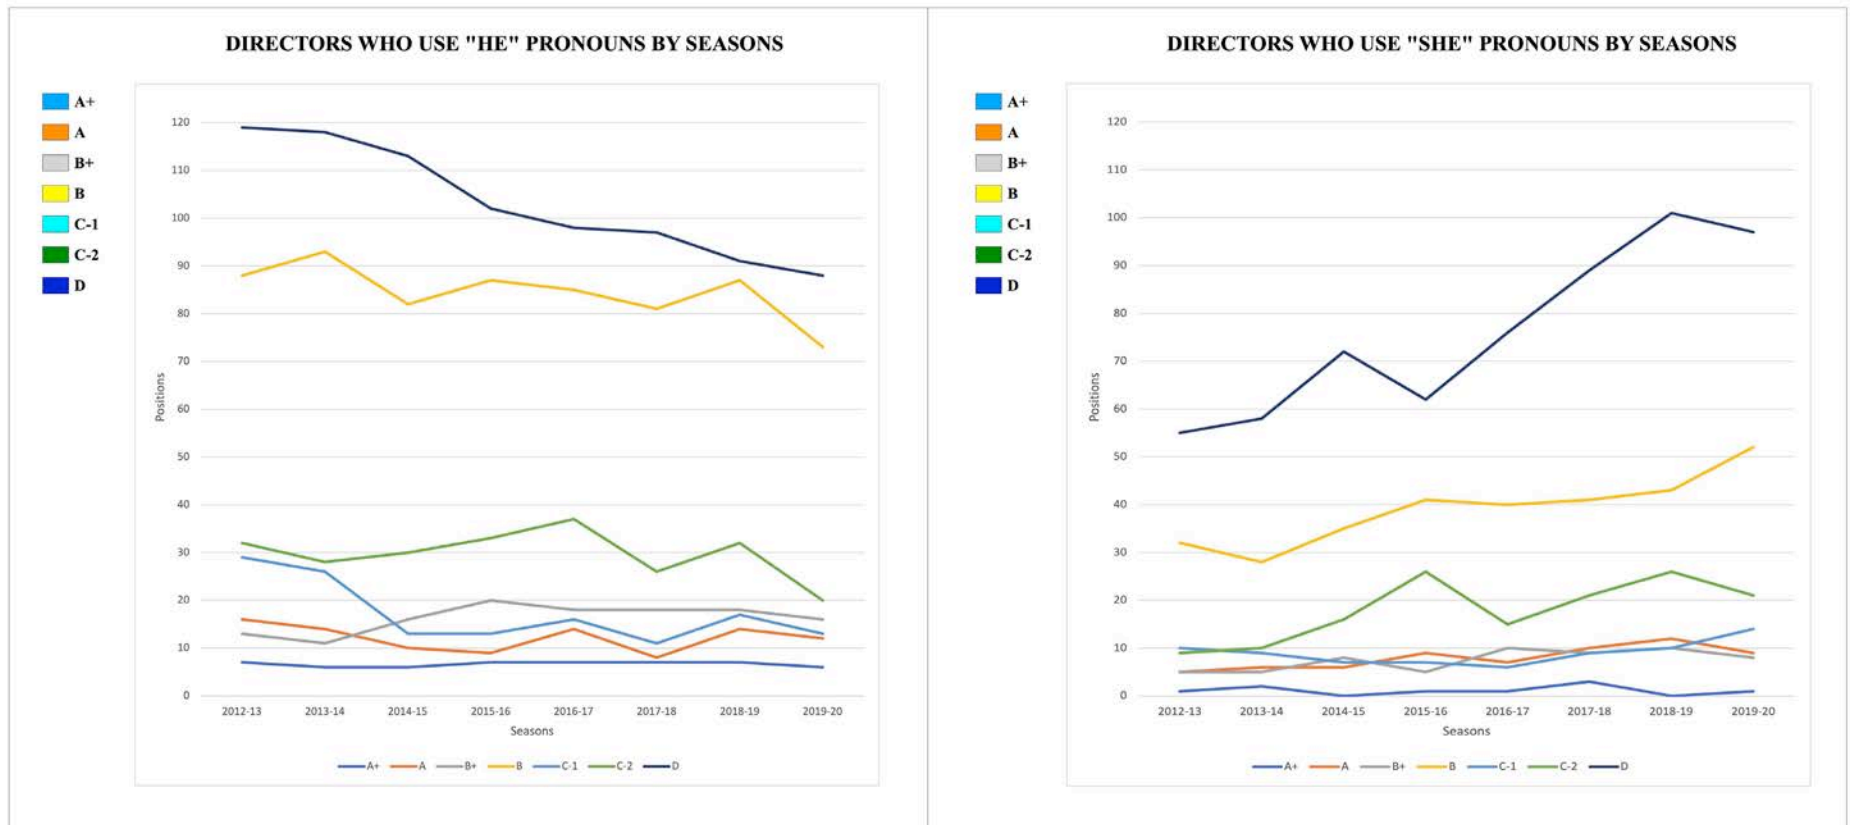 DIRECTORS WHO USE "HE" PRONOUNS BY SEASONS
A+
A
B+
B
C-1
C-2
D
120
110
100
90
80
70
60
50
40
30
20
10
0
Positions
2012-13 2013-14 2014-15 2015-16 2016-17 2017-18 2018-19 2019-20
Seasons
A+ A B+ B C-1 C-2 D
DIRECTORS WHO USE "SHE" PRONOUNS BY SEASONS
A+
A
B+
B
C-1
C-2
D
120
110
100
90
80
70
60
50
40
30
20
10
0
Positions
2012-13 2013-14 2014-15 2015-16 2016-17 2017-18 2018-19 2019-20
Seasons
A+ A B+ B C-1 C-2 D